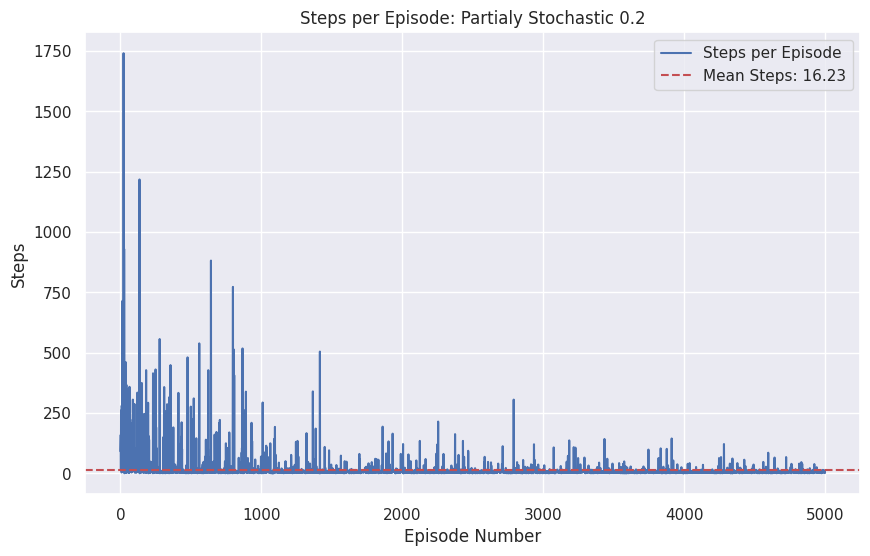 Steps per Episode: Partialy Stochastic 0.2
Steps per Episode
Mean Steps: 16.23
1750
1500
1250
1000
750
500
250
0
Steps
0 1000 2000 3000 4000 5000
Episode Number